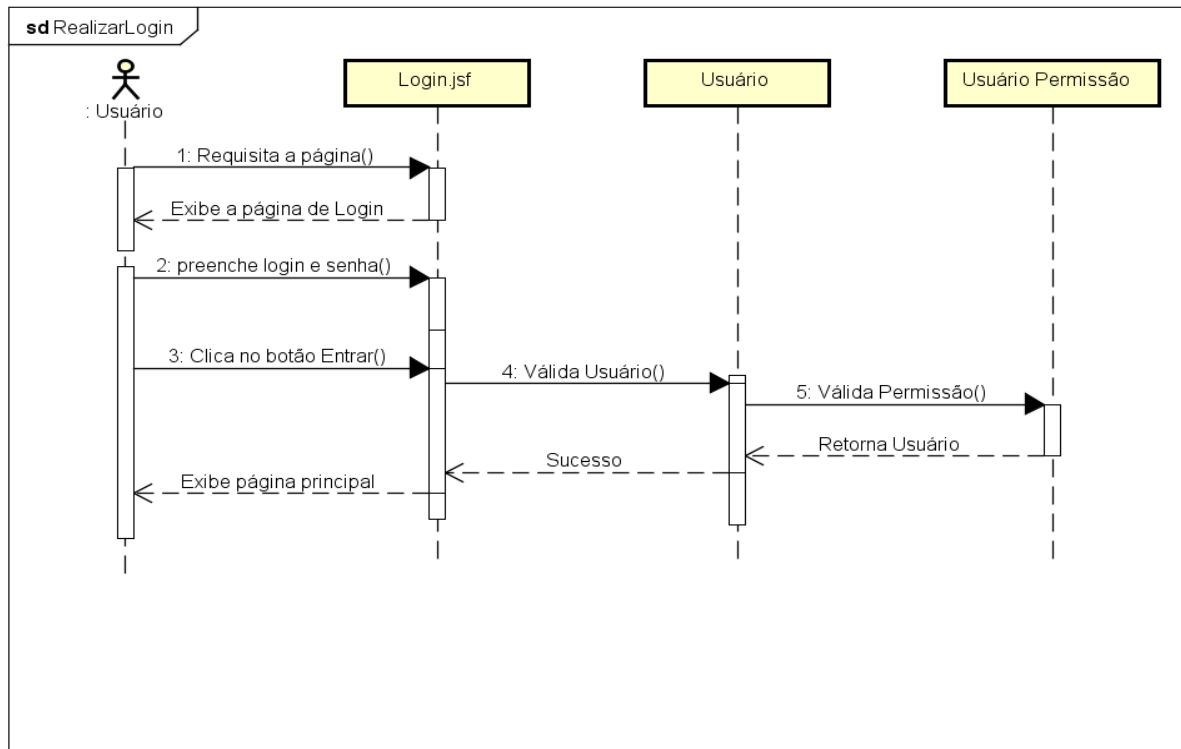 sd RealizarLogin
: Usuário
Login.jsf
Usuário
Usuário Permissão
1: Requisita a página()
Exibe a página de Login
2: preenche login e senha()
3: Clica no botão Entrar()
4: Válida Usuário()
5: Válida Permissão()
Retorna Usuário
Sucesso
Exibe página principal